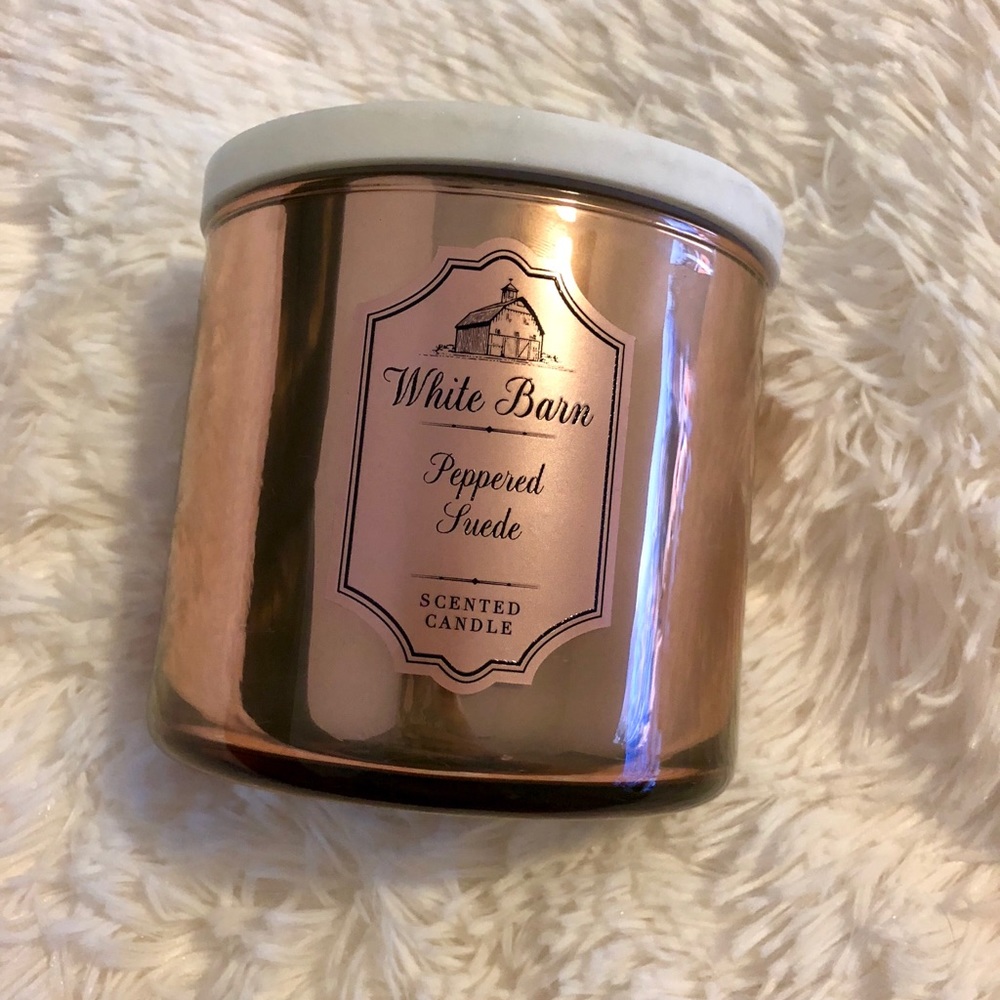 White Barn
Peppered
Suede
SCENTED
CANDLE